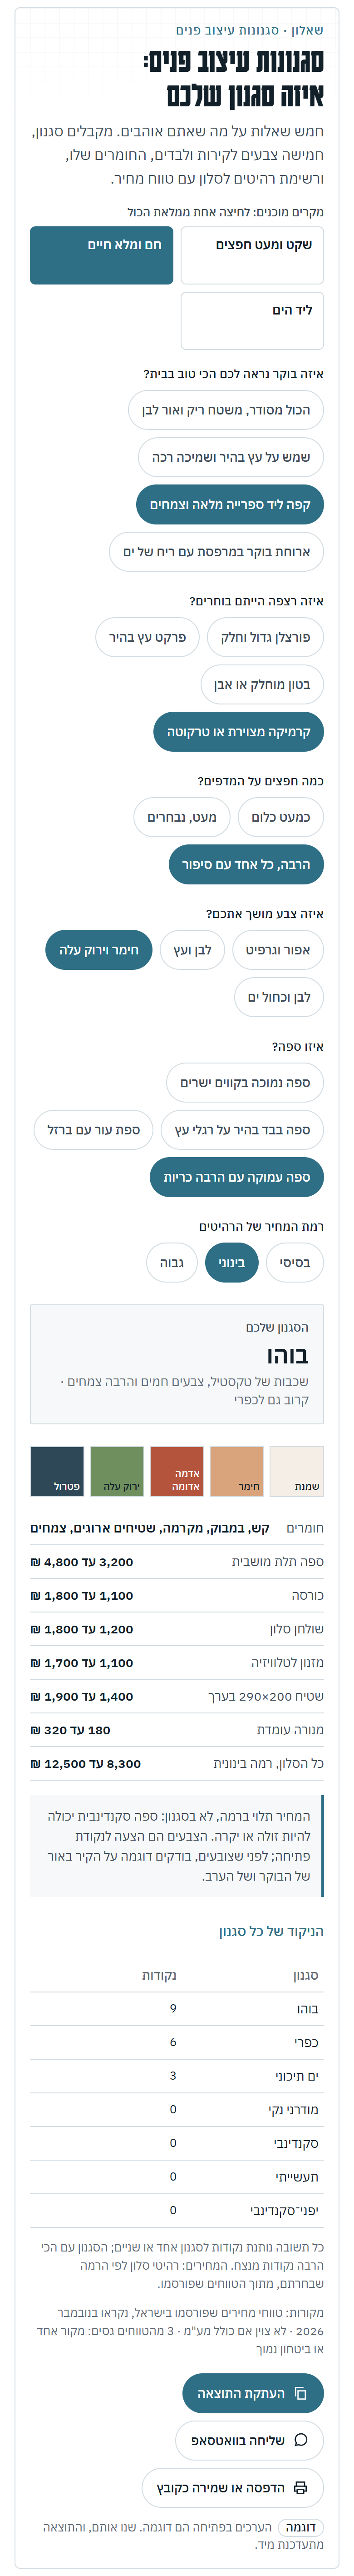 שאלון · סגנונות עיצוב פנים
סגנונות עיצוב פנים:
איזה סגנון שלכם
חמש שאלות על מה שאתם אוהבים. מקבלים סגנון,
חמישה צבעים לקירות ולבדים, החומרים שלו,
ורשימת רהיטים לסלון עם טווח מחיר.
מקרים מוכנים: לחיצה אחת ממלאת הכול
שקט ומעט חפצים
חם ומלא חיים
ליד הים
איזה בוקר נראה לכם הכי טוב בבית?
הכול מסודר, משטח ריק ואור לבן
שמש על עץ בהיר ושמיכה רכה
קפה ליד ספרייה מלאה וצמחים
ארוחת בוקר במרפסת עם ריח של ים
איזה רצפה הייתם בוחרים?
פורצלן גדול וחלק
פרקט עץ בהיר
בטון מוחלק או אבן
קרמיקה מצוירת או טרקוטה
כמה חפצים על המדפים?
כמעט כלום
מעט, נבחרים
הרבה, כל אחד עם סיפור
איזה צבע מושך אתכם?
אפור וגרפיט
לבן ועץ
חימר וירוק עלה
לבן וכחול ים
איזו ספה?
ספה נמוכה בקווים ישרים
ספה בבד בהיר על רגלי עץ
ספת עור עם ברזל
ספה עמוקה עם הרבה כריות
רמת המחיר של הרהיטים
בסיסי
בינוני
גבוה
הסגנון שלכם
בוהו
שכבות של טקסטיל, צבעים חמים והרבה צמחים ·
קרוב גם לכפרי
שמנת
חימר
אדמה
אדומה
ירוק עלה
פטרול
חומרים קש, במבוק, מקרמה, שטיחים ארוגים, צמחים
ספה תלת מושבית 3,200 עד 4,800 ₪
כורסה 1,100 עד 1,800 ₪
שולחן סלון 1,200 עד 1,800 ₪
מזנון לטלוויזיה 1,100 עד 1,700 ₪
שטיח 200×290 בערך 1,400 עד 1,900 ₪
מנורה עומדת 180 עד 320 ₪
כל הסלון, רמה בינונית 8,300 עד 12,500 ₪
המחיר תלוי ברמה, לא בסגנון: ספה סקנדינבית יכולה
להיות זולה או יקרה. הצבעים הם הצעה לנקודת
פתיחה; לפני שצובעים, בודקים דוגמה על הקיר באור
של הבוקר ושל הערב.
הניקוד של כל סגנון
סגנון נקודות
בוהו 9
כפרי 6
ים תיכוני 3
מודרני נקי 0
סקנדינבי 0
תעשייתי 0
יפני־סקנדינבי 0
כל תשובה נותנת נקודות לסגנון אחד או שניים; הסגנון עם הכי
הרבה נקודות מנצח. המחירים: רהיטי סלון לפי הרמה
שבחרתם, מתוך הטווחים שפורסמו.
מקורות: טווחי מחירים שפורסמו בישראל, נקראו בנובמבר
2026 · לא צוין אם כולל מע"מ · 3 מהטווחים גסים: מקור אחד
או ביטחון נמוך
העתקת התוצאה
שליחה בוואטסאפ
הדפסה או שמירה כקובץ
דוגמה הערכים בפתיחה הם דוגמה. שנו אותם, והתוצאה
מתעדכנת מיד.